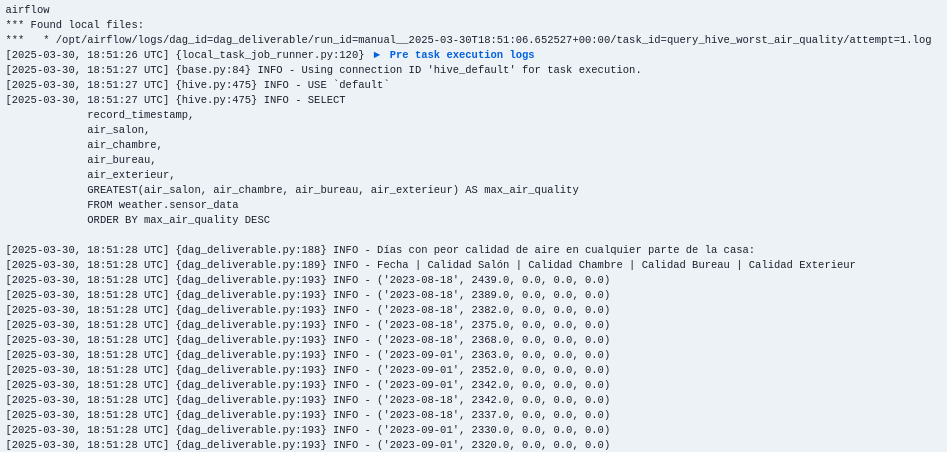 airflow
*** Found local files:
***   * /opt/airflow/logs/dag_id=dag_deliverable/run_id=manual__2025-03-30T18:51:06.652527+00:00/task_id=query_hive_worst_air_quality/attempt=1.log
[2025-03-30, 18:51:26 UTC] {local_task_job_runner.py:120} ▶ Pre task execution logs
[2025-03-30, 18:51:27 UTC] {base.py:84} INFO - Using connection ID 'hive_default' for task execution.
[2025-03-30, 18:51:27 UTC] {hive.py:475} INFO - USE `default`
[2025-03-30, 18:51:27 UTC] {hive.py:475} INFO - SELECT
record_timestamp,
air_salon,
air_chambre,
air_bureau,
air_exterieur,
GREATEST(air_salon, air_chambre, air_bureau, air_exterieur) AS max_air_quality
FROM weather.sensor_data
ORDER BY max_air_quality DESC
[2025-03-30, 18:51:28 UTC] {dag_deliverable.py:188} INFO - Días con peor calidad de aire en cualquier parte de la casa:
[2025-03-30, 18:51:28 UTC] {dag_deliverable.py:189} INFO - Fecha | Calidad Salón | Calidad Chambre | Calidad Bureau | Calidad Exterieur
[2025-03-30, 18:51:28 UTC] {dag_deliverable.py:193} INFO - ('2023-08-18', 2439.0, 0.0, 0.0, 0.0)
[2025-03-30, 18:51:28 UTC] {dag_deliverable.py:193} INFO - ('2023-08-18', 2389.0, 0.0, 0.0, 0.0)
[2025-03-30, 18:51:28 UTC] {dag_deliverable.py:193} INFO - ('2023-08-18', 2382.0, 0.0, 0.0, 0.0)
[2025-03-30, 18:51:28 UTC] {dag_deliverable.py:193} INFO - ('2023-08-18', 2375.0, 0.0, 0.0, 0.0)
[2025-03-30, 18:51:28 UTC] {dag_deliverable.py:193} INFO - ('2023-08-18', 2368.0, 0.0, 0.0, 0.0)
[2025-03-30, 18:51:28 UTC] {dag_deliverable.py:193} INFO - ('2023-09-01', 2363.0, 0.0, 0.0, 0.0)
[2025-03-30, 18:51:28 UTC] {dag_deliverable.py:193} INFO - ('2023-09-01', 2352.0, 0.0, 0.0, 0.0)
[2025-03-30, 18:51:28 UTC] {dag_deliverable.py:193} INFO - ('2023-09-01', 2342.0, 0.0, 0.0, 0.0)
[2025-03-30, 18:51:28 UTC] {dag_deliverable.py:193} INFO - ('2023-08-18', 2342.0, 0.0, 0.0, 0.0)
[2025-03-30, 18:51:28 UTC] {dag_deliverable.py:193} INFO - ('2023-08-18', 2337.0, 0.0, 0.0, 0.0)
[2025-03-30, 18:51:28 UTC] {dag_deliverable.py:193} INFO - ('2023-09-01', 2330.0, 0.0, 0.0, 0.0)
[2025-03-30, 18:51:28 UTC] {dag_deliverable.py:193} INFO - ('2023-09-01', 2320.0, 0.0, 0.0, 0.0)